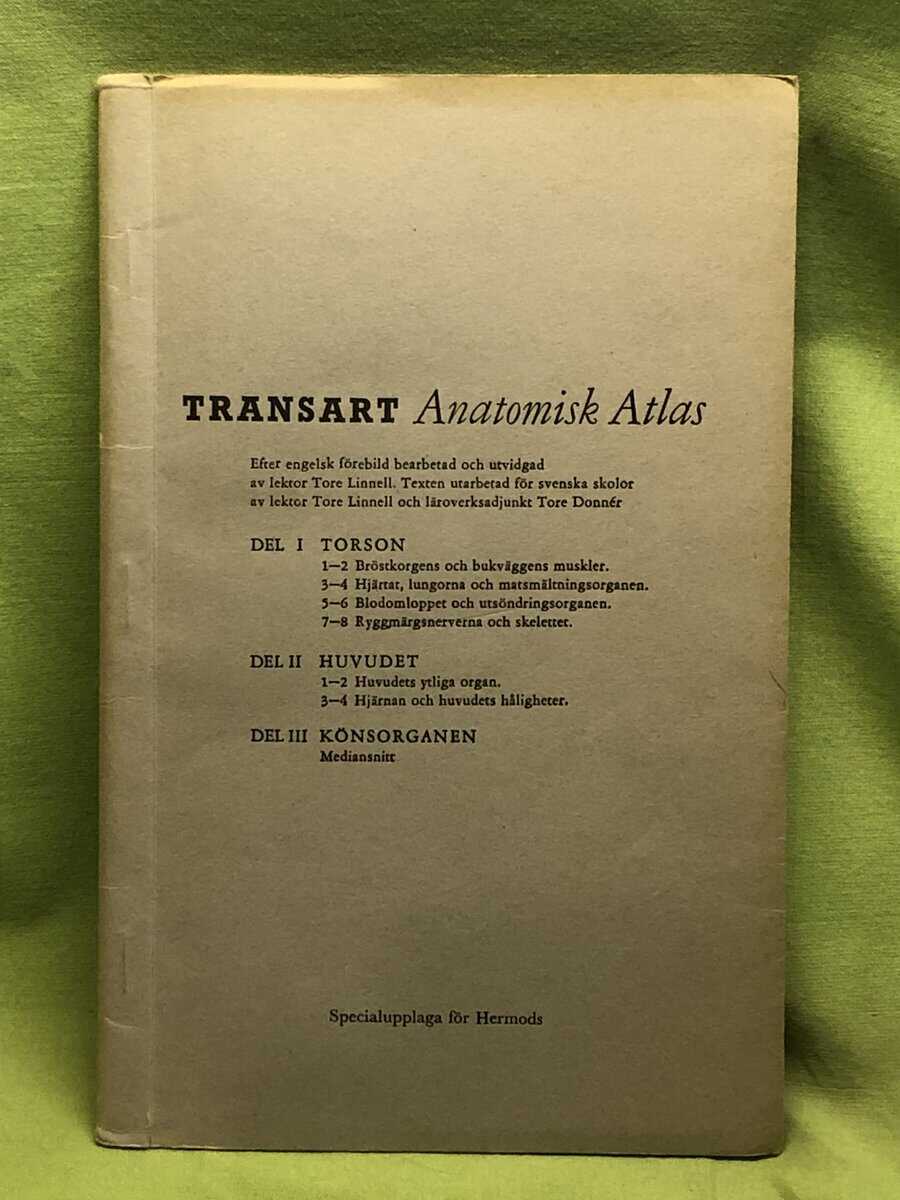 TRANSART Anatomisk Atlas
Efter engelsk förebild bearbetad och utvidgad
av lektor Tore Linnell. Texten utarbetad för svenska skolor
av lektor Tore Linnell och läroverksadjunkt Tore Donnér
DEL I TORSON
1—2 Bröstkorgens och bukväggens muskler.
3—4 Hjärtat, lungorna och matsmältningsorganen.
5—6 Blodomloppet och utsöndringsorganen.
7—8 Ryggmärgsnerverna och skelettet.
DEL II HUVUDET
1—2 Huvudets ytliga organ.
3—4 Hjärnan och huvudets håligheter.
DEL III KÖNSORGANEN
Mediansnitt
Specialupplaga för Hermods